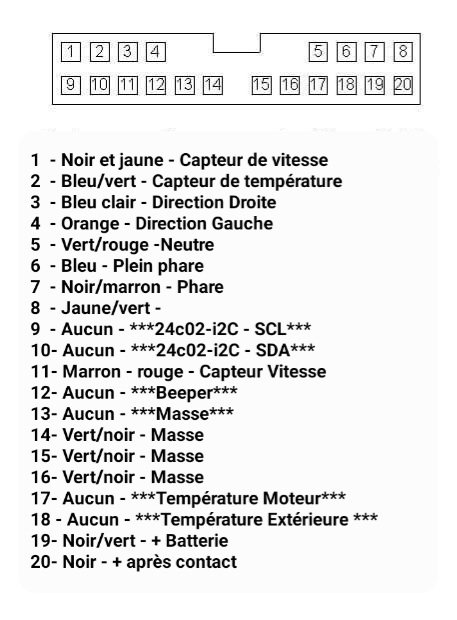 1 2 3 4 5 6 7 8
9 10 11 12 13 14 15 16 17 18 19 20
1 - Noir et jaune - Capteur de vitesse
2 - Bleu/vert - Capteur de température
3 - Bleu clair - Direction Droite
4 - Orange - Direction Gauche
5 - Vert/rouge -Neutre
6 - Bleu - Plein phare
7 - Noir/marron - Phare
8 - Jaune/vert -
9 - Aucun - ***24c02-i2C - SCL***
10- Aucun - ***24c02-i2C - SDA***
11- Marron - rouge - Capteur Vitesse
12- Aucun - ***Beeper***
13- Aucun - ***Masse***
14- Vert/noir - Masse
15- Vert/noir - Masse
16- Vert/noir - Masse
17- Aucun - ***Température Moteur***
18 - Aucun - ***Température Extérieure ***
19- Noir/vert - + Batterie
20- Noir - + après contact